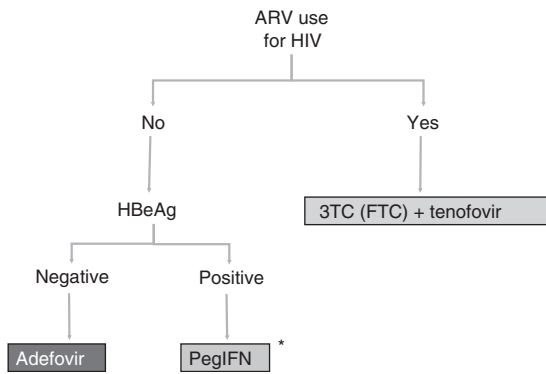 ARV use
for HIV
No
Yes
HBeAg
3TC (FTC) + tenofovir
Negative
Positive
Adefovir
PegIFN *